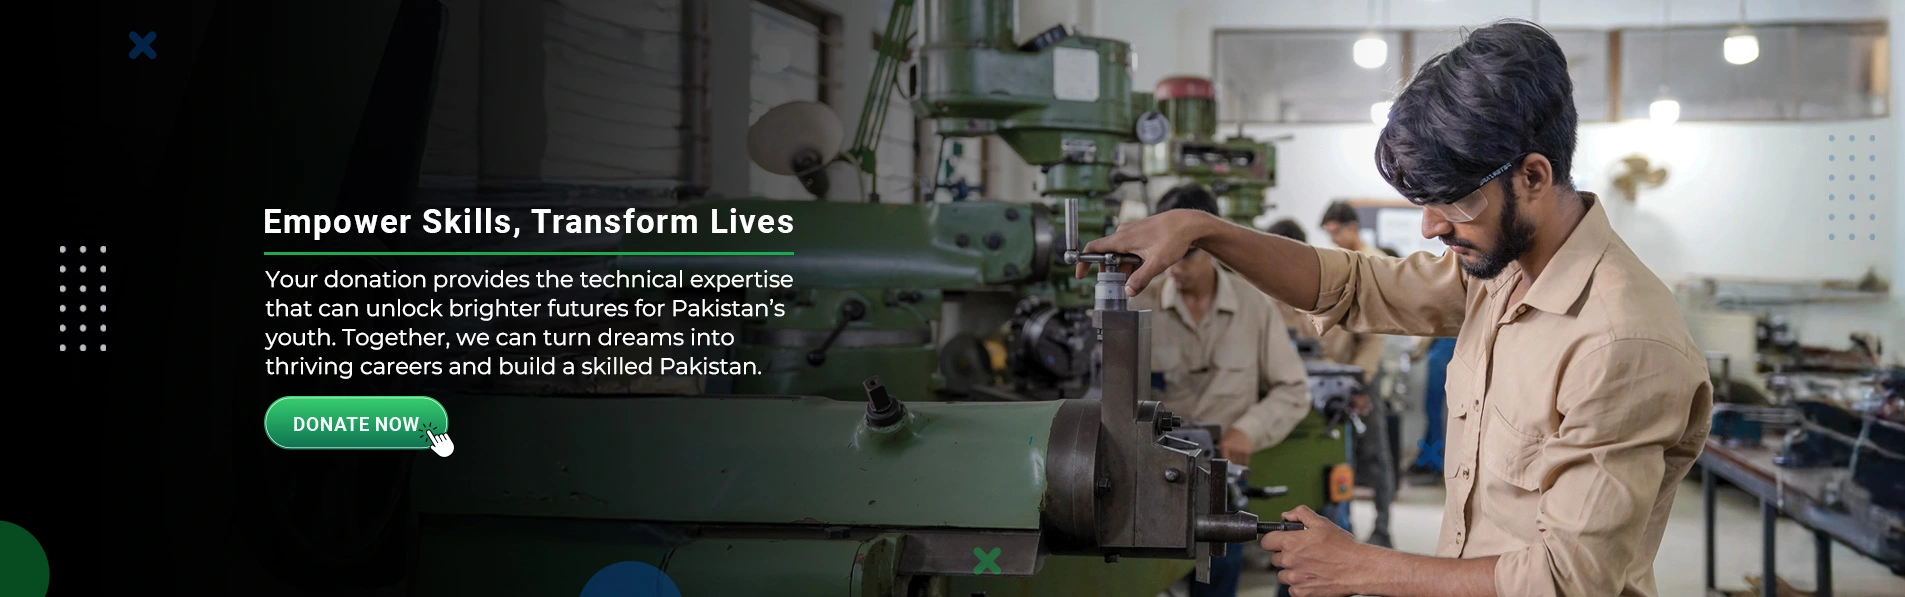 Empower Skills, Transform Lives
Your donation provides the technical expertise
that can unlock brighter futures for Pakistan's
youth. Together, we can turn dreams into
thriving careers and build a skilled Pakistan.
DONATE NOW